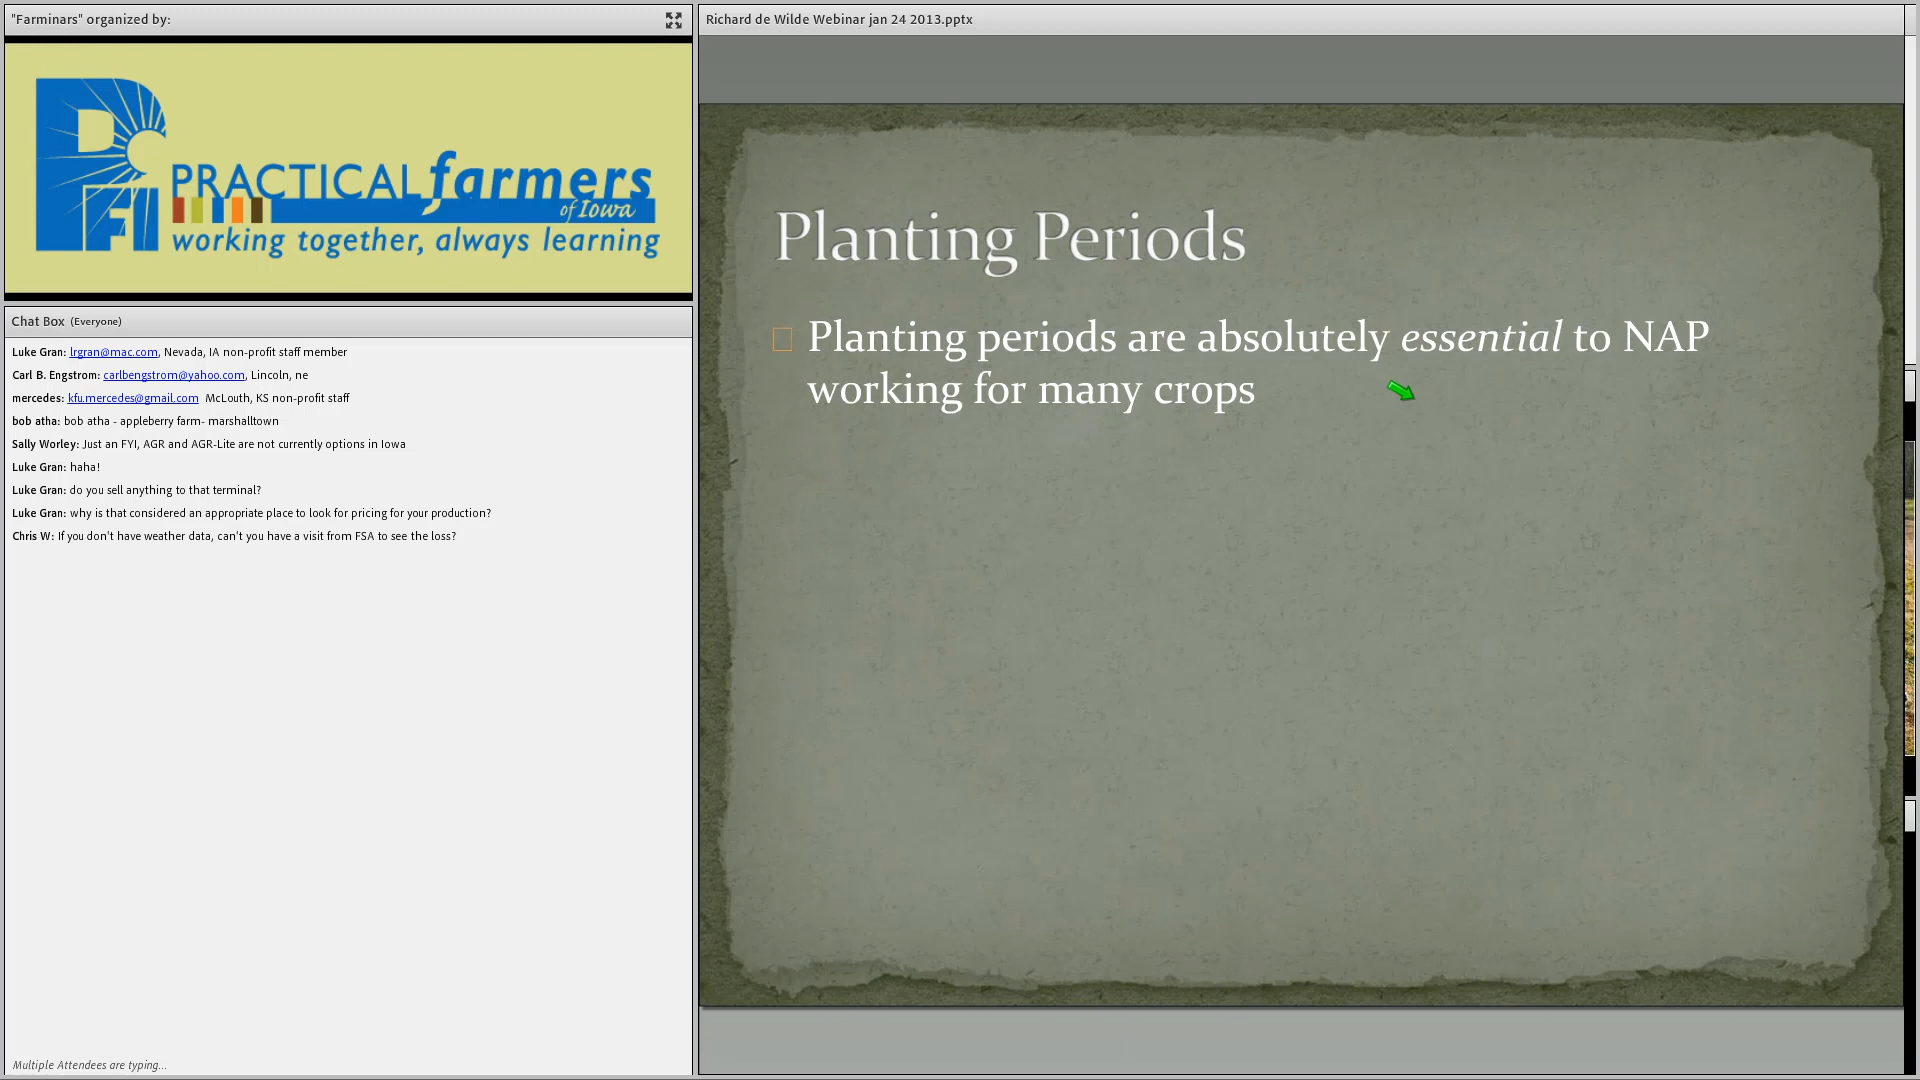 "Farminars" organized by:
PFI
PRACTICAL farmers
of Iowa
working together, always learning
Chat Box (Everyone)
Luke Gran: lrgran@mac.com, Nevada, IA non-profit staff member
Carl B. Engstrom: carlbengstrom@yahoo.com, Lincoln, ne
mercedes: kfu.mercedes@gmail.com McLouth, KS non-profit staff
bob atha: bob atha - appleberry farm- marshalltown
Sally Worley: Just an FYI, AGR and AGR-Lite are not currently options in Iowa
Luke Gran: haha!
Luke Gran: do you sell anything to that terminal?
Luke Gran: why is that considered an appropriate place to look for pricing for your production?
Chris W: If you don't have weather data, can't you have a visit from FSA to see the loss?
Multiple Attendees are typing...
Richard de Wilde Webinar jan 24 2013.pptx
Planting Periods
Planting periods are absolutely essential to NAP
working for many crops